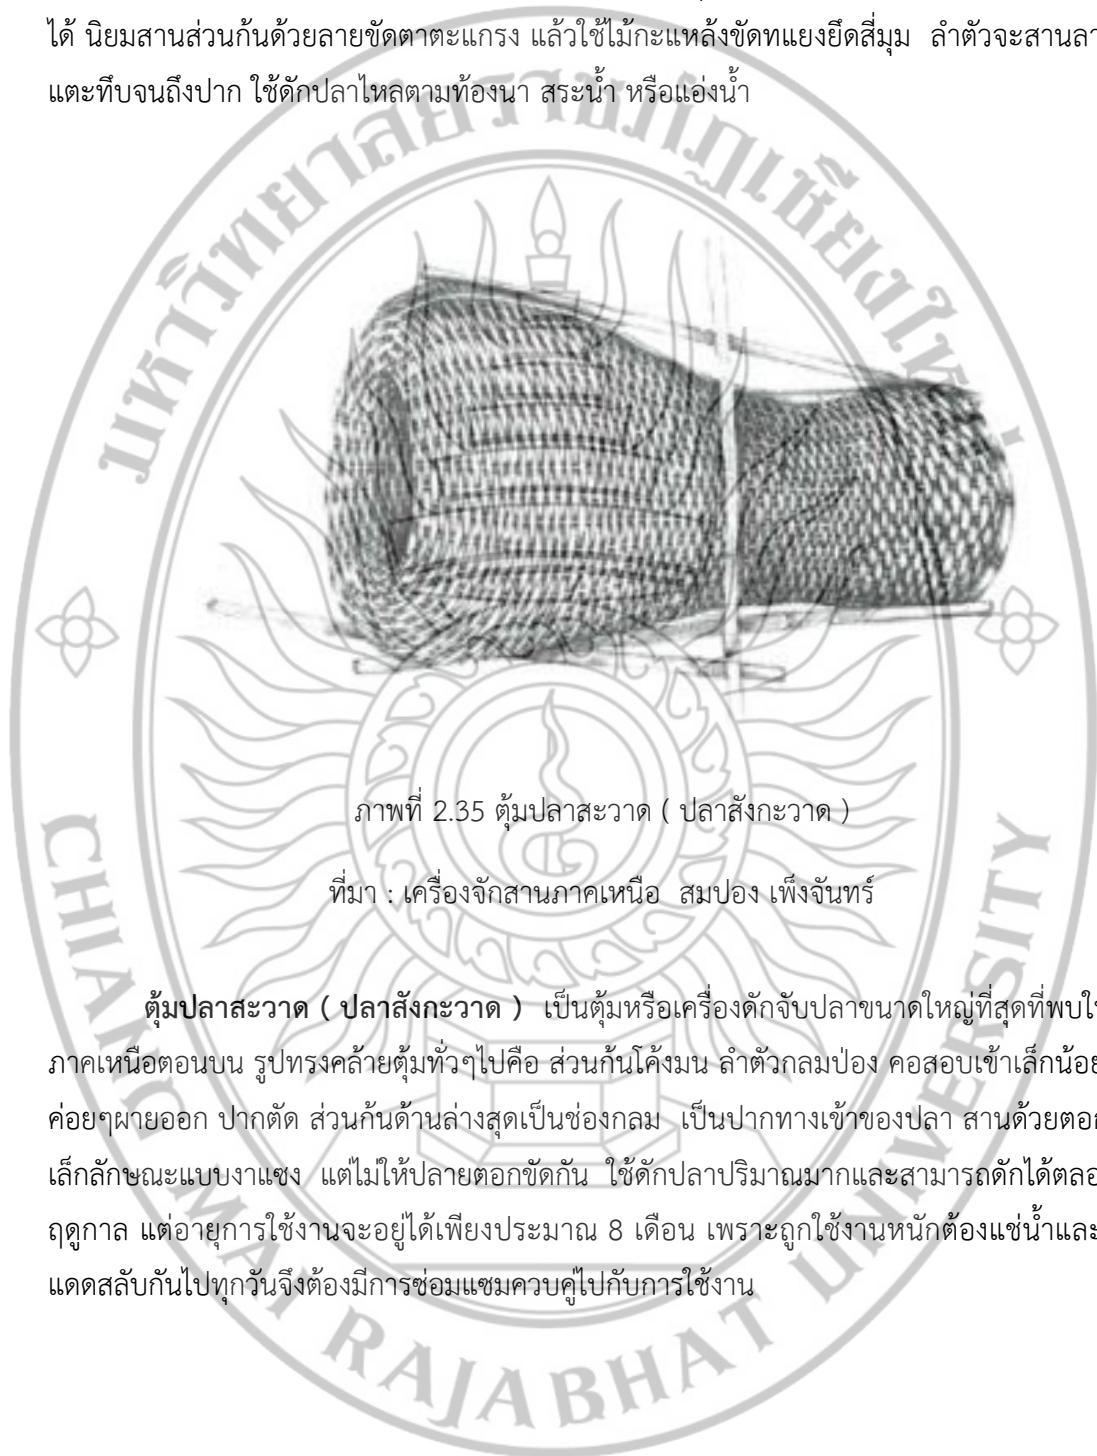 ได้ นิยมสานส่วนก้นด้วยลายขัดตาตะแกรง แล้วใช้ไม้กะแหล้งขัดทแยงยึดสี่มุม ลำตัวจะสานลา
แตะทึบจนถึงปาก ใช้ดักปลาไหลตามท้องนา สระน้ำ หรือแอ่งน้ำ
มหาวิทยาลัยราชภัฏเชียงใหม่
ภาพที่ 2.35 ตุ้มปลาสะวาด ( ปลาสังกะวาด )
ที่มา : เครื่องจักสานภาคเหนือ สมปอง เพ็งจันทร์
ตุ้มปลาสะวาด ( ปลาสังกะวาด ) เป็นตุ้มหรือเครื่องดักจับปลาขนาดใหญ่ที่สุดที่พบใ
ภาคเหนือตอนบน รูปทรงคล้ายตุ้มทั่วๆไปคือ ส่วนก้นโค้งมน ลำตัวกลมป่อง คอสอบเข้าเล็กน้อย
ค่อยๆผายออก ปากตัด ส่วนก้นด้านล่างสุดเป็นช่องกลม เป็นปากทางเข้าของปลา สานด้วยตอก
เล็กลักษณะแบบงาแซง แต่ไม่ให้ปลายตอกขัดกัน ใช้ดักปลาปริมาณมากและสามารถดักได้ตลอ
ฤดูกาล แต่อายุการใช้งานจะอยู่ได้เพียงประมาณ 8 เดือน เพราะถูกใช้งานหนักต้องแช่น้ำและ
แดดสลับกันไปทุกวันจึงต้องมีการซ่อมแซมควบคู่ไปกับการใช้งาน
CHIANG MAI RAJABHAT UNIVERSITY